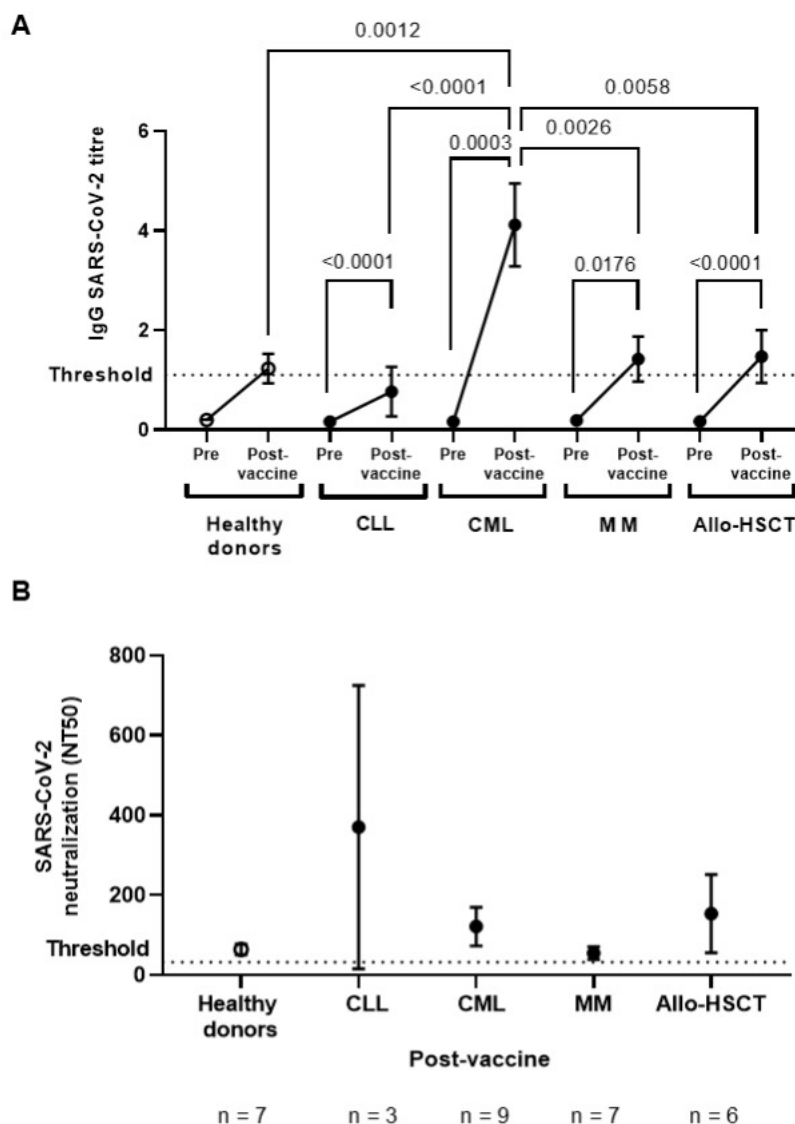 A
0.0012
<0.0001 0.0058
0.0003 0.0026
<0.0001 0.0176 <0.0001
IgG SARS-CoV-2 titre
6
4
2
Threshold
0
Pre Post-vaccine Pre Post-vaccine Pre Post-vaccine Pre Post-vaccine Pre Post-vaccine
Healthy donors CLL CML MM Allo-HSCT
B
SARS-CoV-2
neutralization (NT50)
800
600
400
200
Threshold
0
Healthy donors CLL CML MM Allo-HSCT
Post-vaccine
n = 7 n = 3 n = 9 n = 7 n = 6